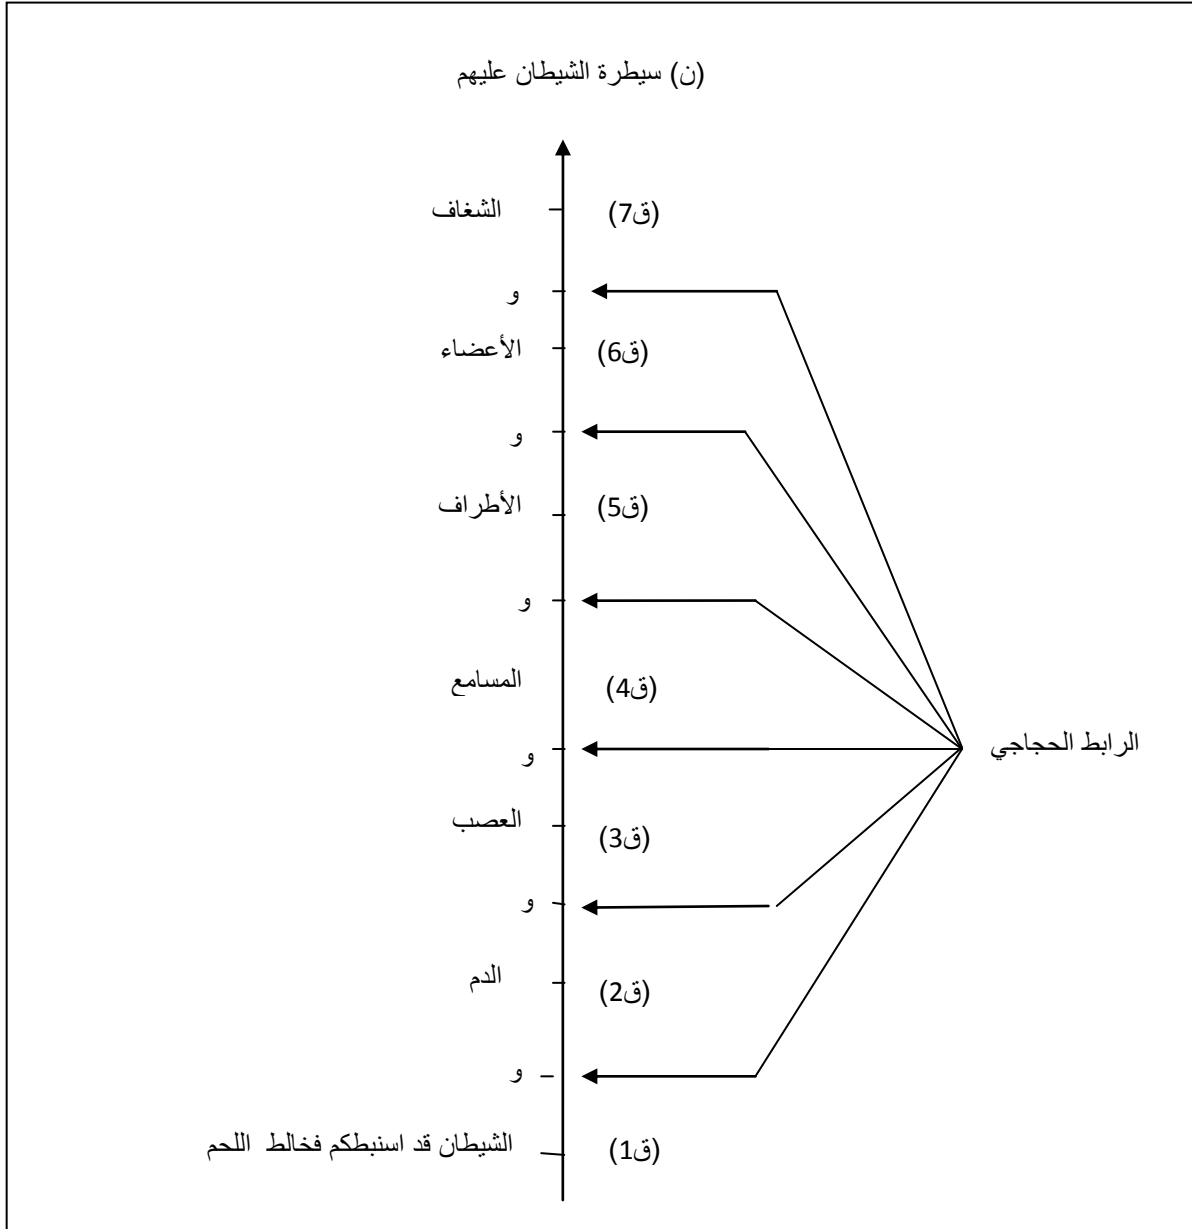 (ن) سيطرة الشيطان عليهم
(ق7) الشغاف
و
(ق6) الأعضاء
و
(ق5) الأطراف
و
(ق4) المسامع
الرابط الحجاجي
و
(ق3) العصب
و
(ق2) الدم
و
(ق1) الشيطان قد اسنبطكم فخالط اللحم